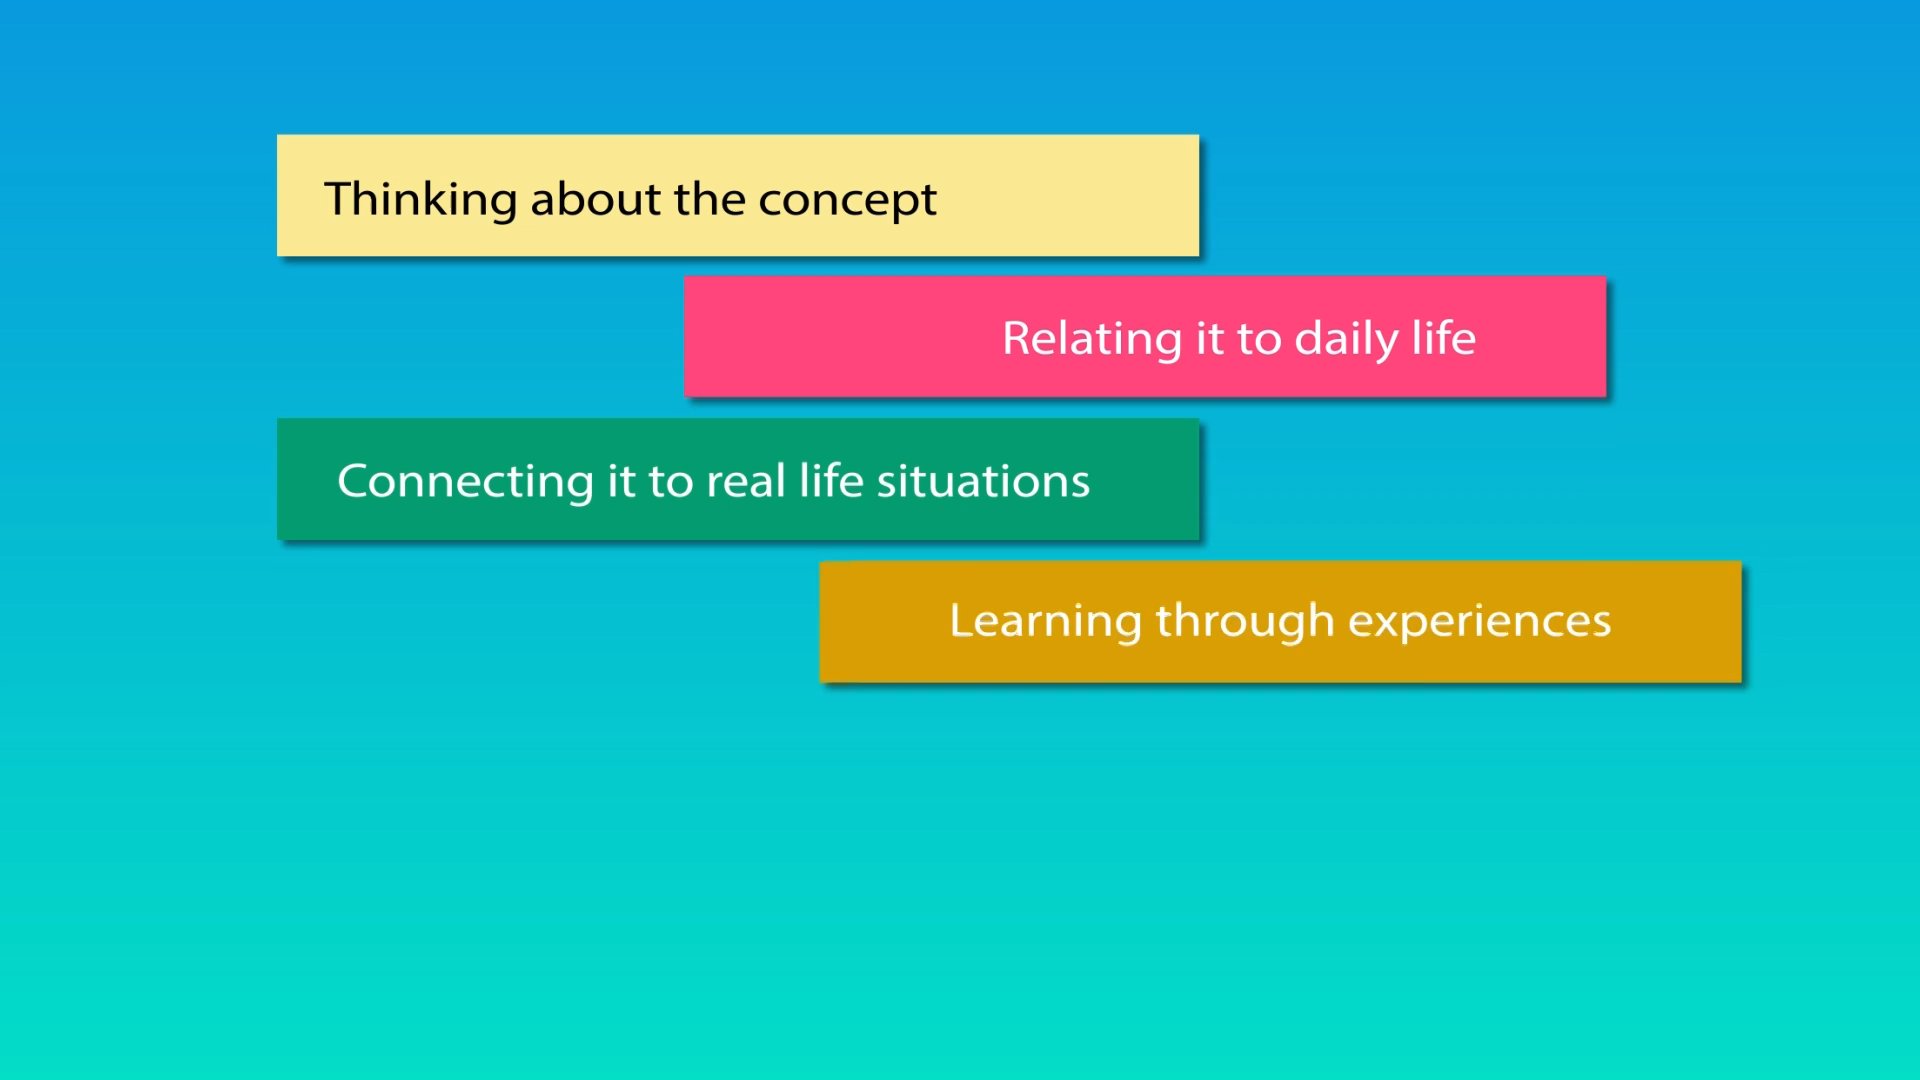 Thinking about the concept
Relating it to daily life
Connecting it to real life situations
Learning through experiences